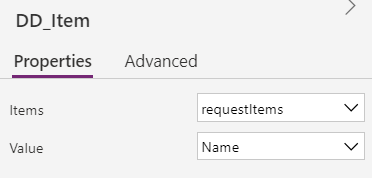 DD_Item
Properties Advanced
Items requestItems
Value Name